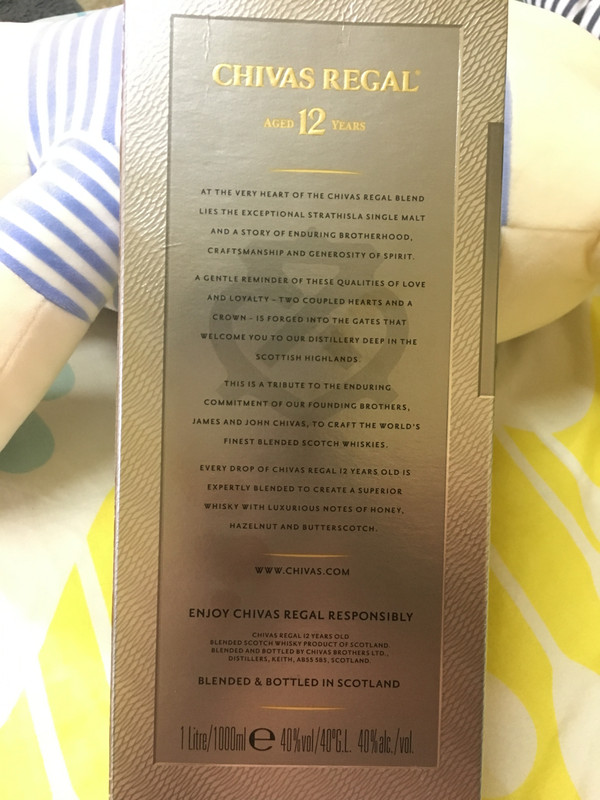 CHIVAS REGAL®
AGED 12 YEARS
AT THE VERY HEART OF THE CHIVAS REGAL BLEND
LIES THE EXCEPTIONAL STRATHISLA SINGLE MALT
AND A STORY OF ENDURING BROTHERHOOD,
CRAFTSMANSHIP AND GENEROSITY OF SPIRIT.
A GENTLE REMINDER OF THESE QUALITIES OF LOVE
AND LOYALTY – TWO COUPLED HEARTS AND A
CROWN – IS FORGED INTO THE GATES THAT
WELCOME YOU TO OUR DISTILLERY DEEP IN THE
SCOTTISH HIGHLANDS.
THIS IS A TRIBUTE TO THE ENDURING
COMMITMENT OF OUR FOUNDING BROTHERS,
JAMES AND JOHN CHIVAS, TO CRAFT THE WORLD'S
FINEST BLENDED SCOTCH WHISKIES.
EVERY DROP OF CHIVAS REGAL 12 YEARS OLD IS
EXPERTLY BLENDED TO CREATE A SUPERIOR
WHISKY WITH LUXURIOUS NOTES OF HONEY,
HAZELNUT AND BUTTERSCOTCH.
WWW.CHIVAS.COM
ENJOY CHIVAS REGAL RESPONSIBLY
CHIVAS REGAL 12 YEARS OLD
BLENDED SCOTCH WHISKY PRODUCT OF SCOTLAND
BLENDED AND BOTTLED BY CHIVAS BROTHERS LTD.,
DISTILLERS, KEITH, AB55 5BS, SCOTLAND.
BLENDED & BOTTLED IN SCOTLAND
1 Litre/1000ml e 40%vol/40°G.L. 40%alc./vol.